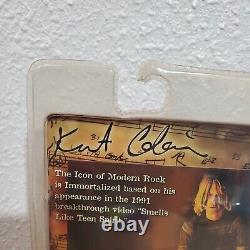 Kurt Cobain
The Icon of Modern Rock
is Immortalized based on his
appearance in the 1991
breakthrough video "Smells
Like Teen Spirit".